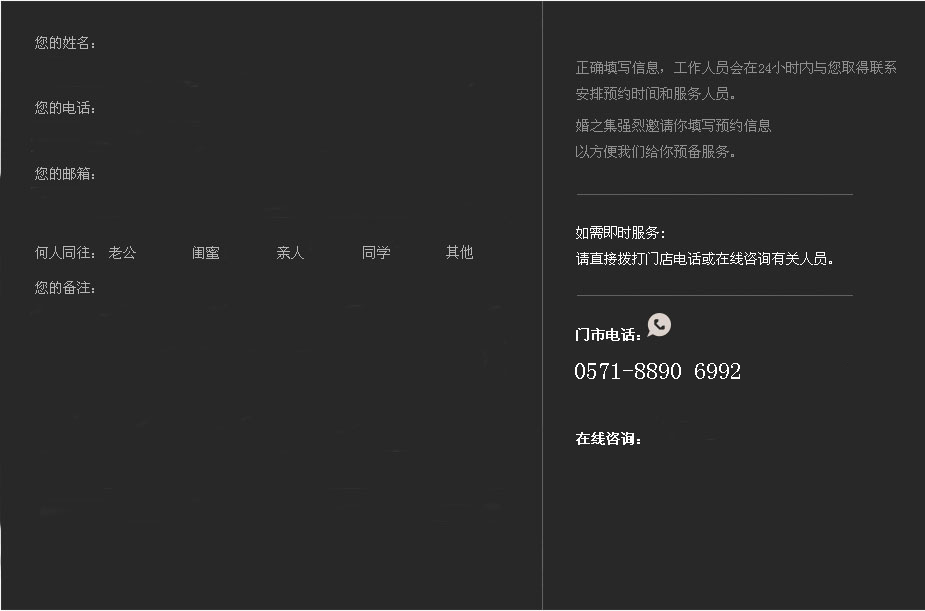 您的姓名：
您的电话：
您的邮箱：
何人同往： 老公 闺蜜 亲人 同学 其他
您的备注：
正确填写信息，工作人员会在24小时内与您取得联系
安排预约时间和服务人员。
婚之集强烈邀请你填写预约信息
以方便我们给你预备服务。
如需即时服务：
请直接拨打门店电话或在线咨询有关人员。
门市电话：
0571-8890 6992
在线咨询：